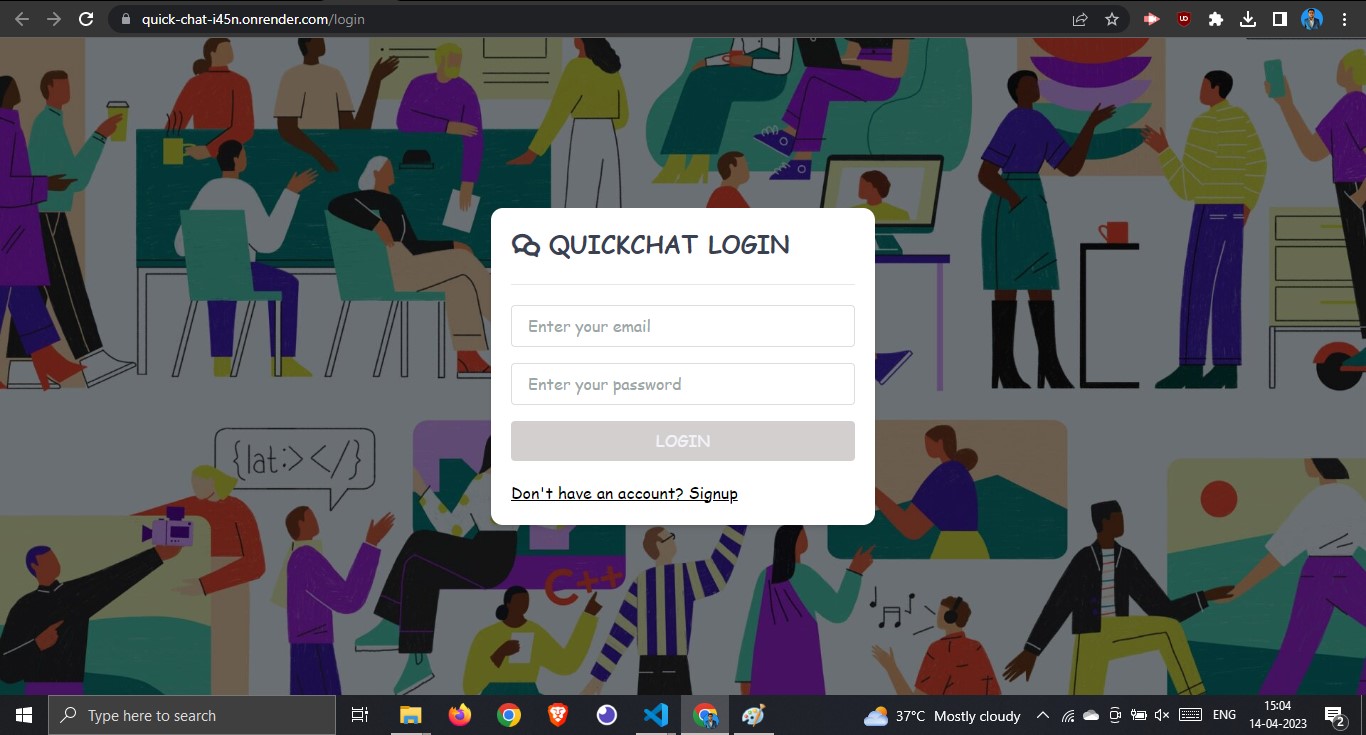 quick-chat-i45n.onrender.com/login
QUICKCHAT LOGIN
Enter your email
Enter your password
LOGIN
Don't have an account? Signup
{lat:> </}
C++
Type here to search
37°C Mostly cloudy
ENG
15:04
14-04-2023
2